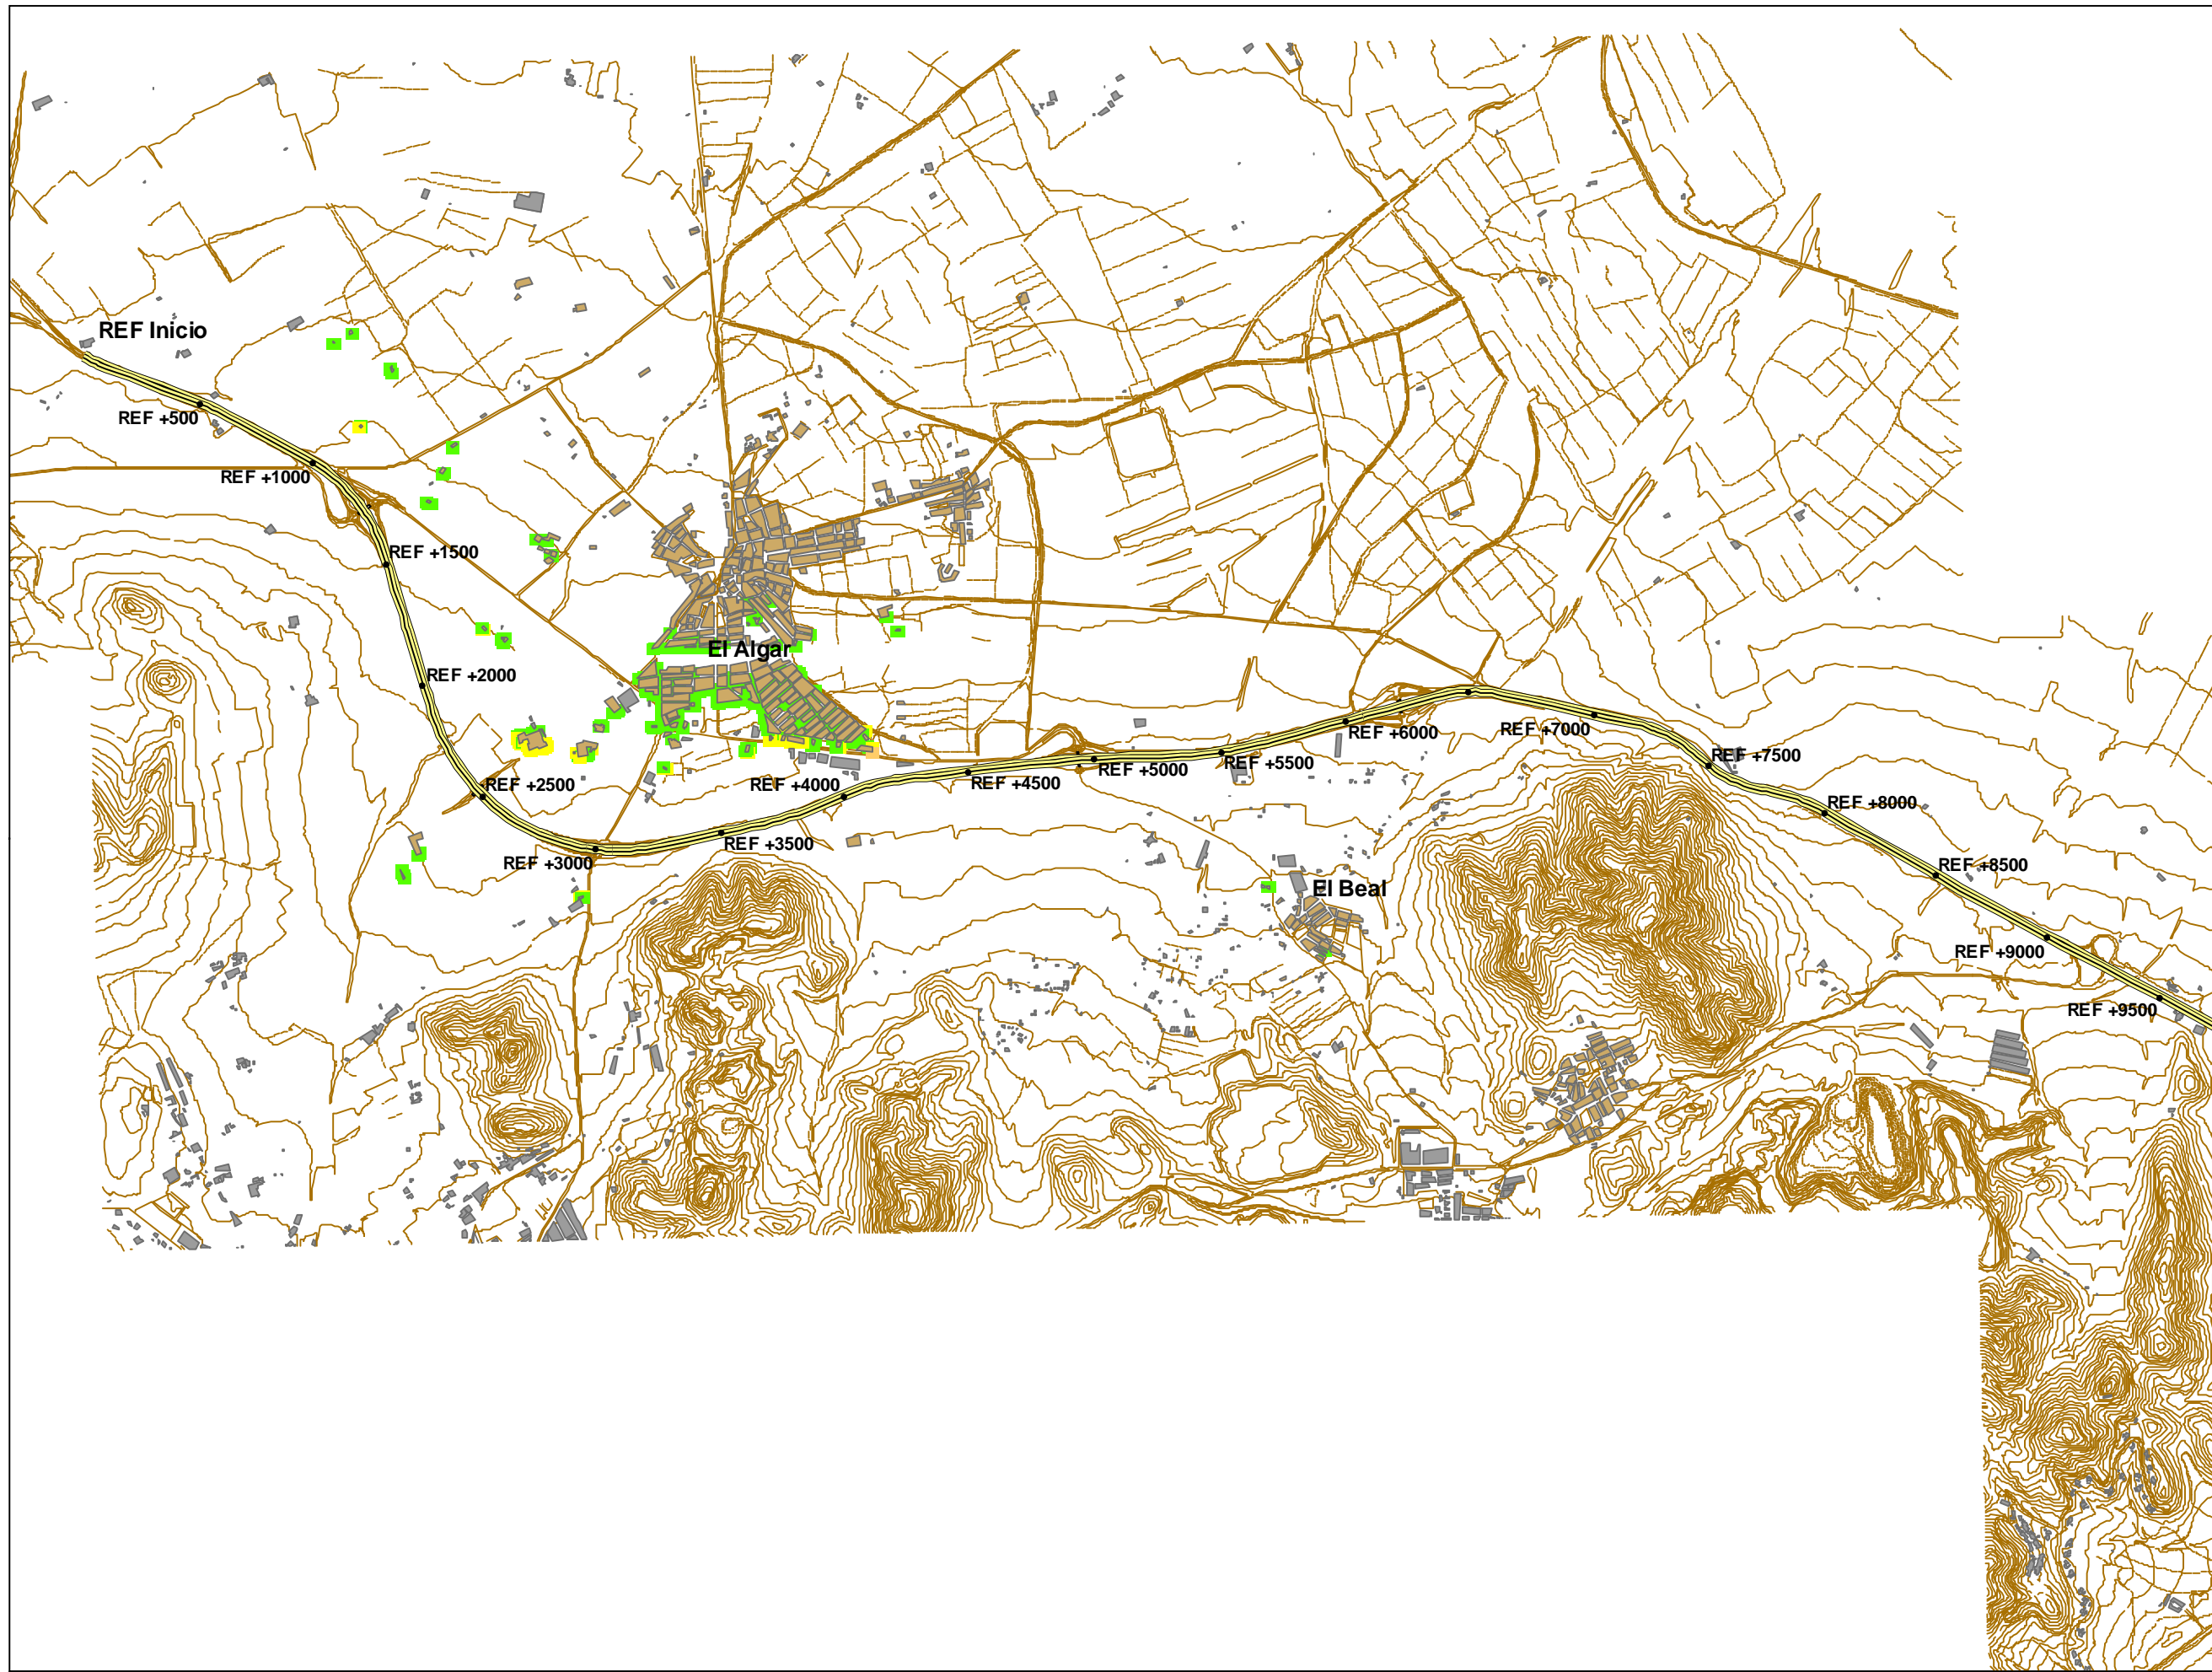 REF Inicio
REF +500
REF +1000
REF +1500
El Algar
REF +2000
REF +6000
REF +7000
REF +7500
REF +5500
REF +5000
REF +4500
REF +4000
REF +2500
REF +8000
REF +3500
REF +3000
REF +8500
El Beal
REF +9000
REF +9500